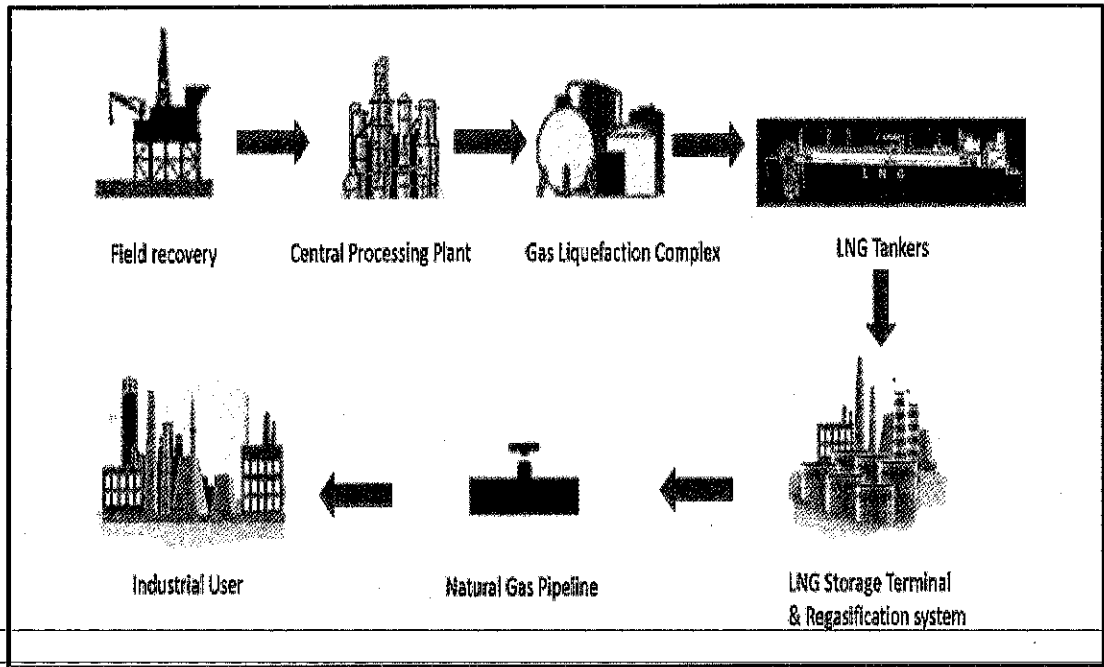 Field recovery
Central Processing Plant
Gas Liquefaction Complex
LNG
LNG Tankers
Industrial User
Natural Gas Pipeline
LNG Storage Terminal
& Regasification system